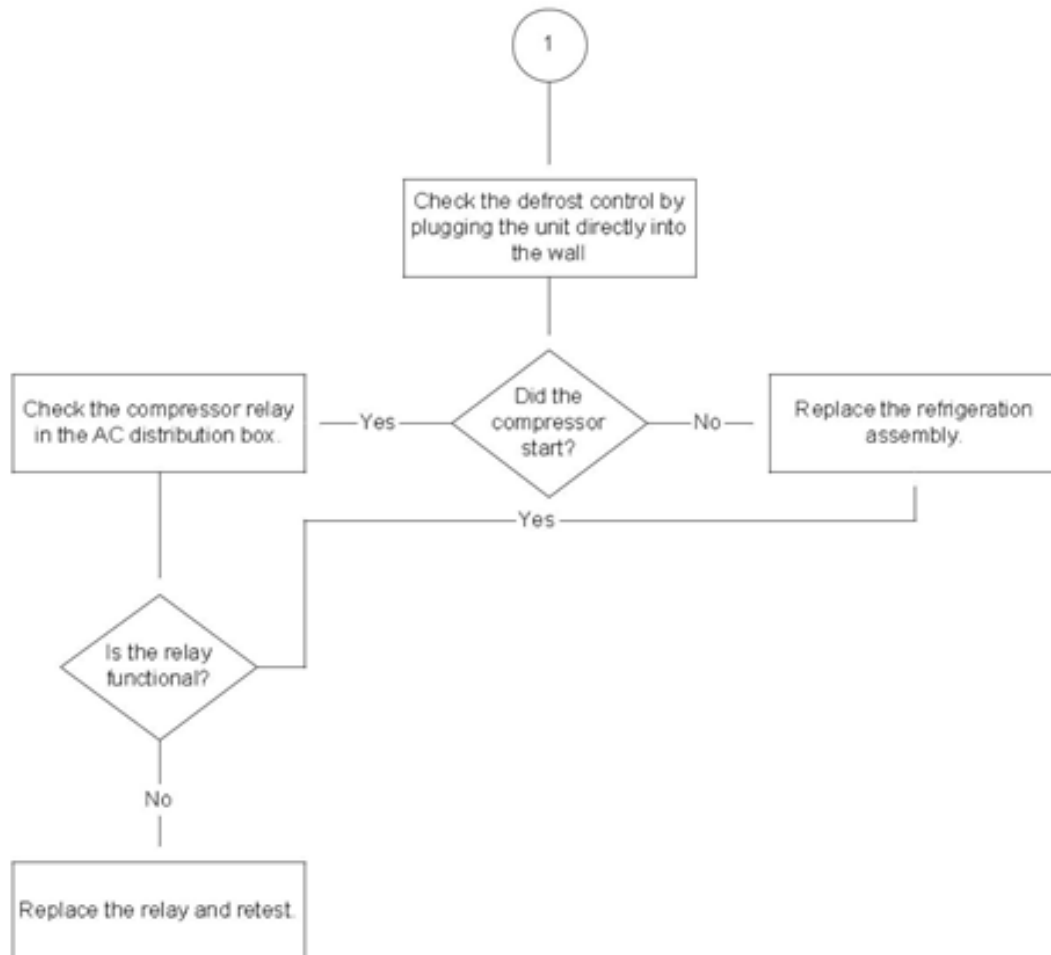 1
Check the defrost control by
plugging the unit directly into
the wall
Check the compressor relay
in the AC distribution box.
Yes
Did the
compressor
start?
No
Replace the refrigeration
assembly.
Yes
Is the relay
functional?
No
Replace the relay and retest.